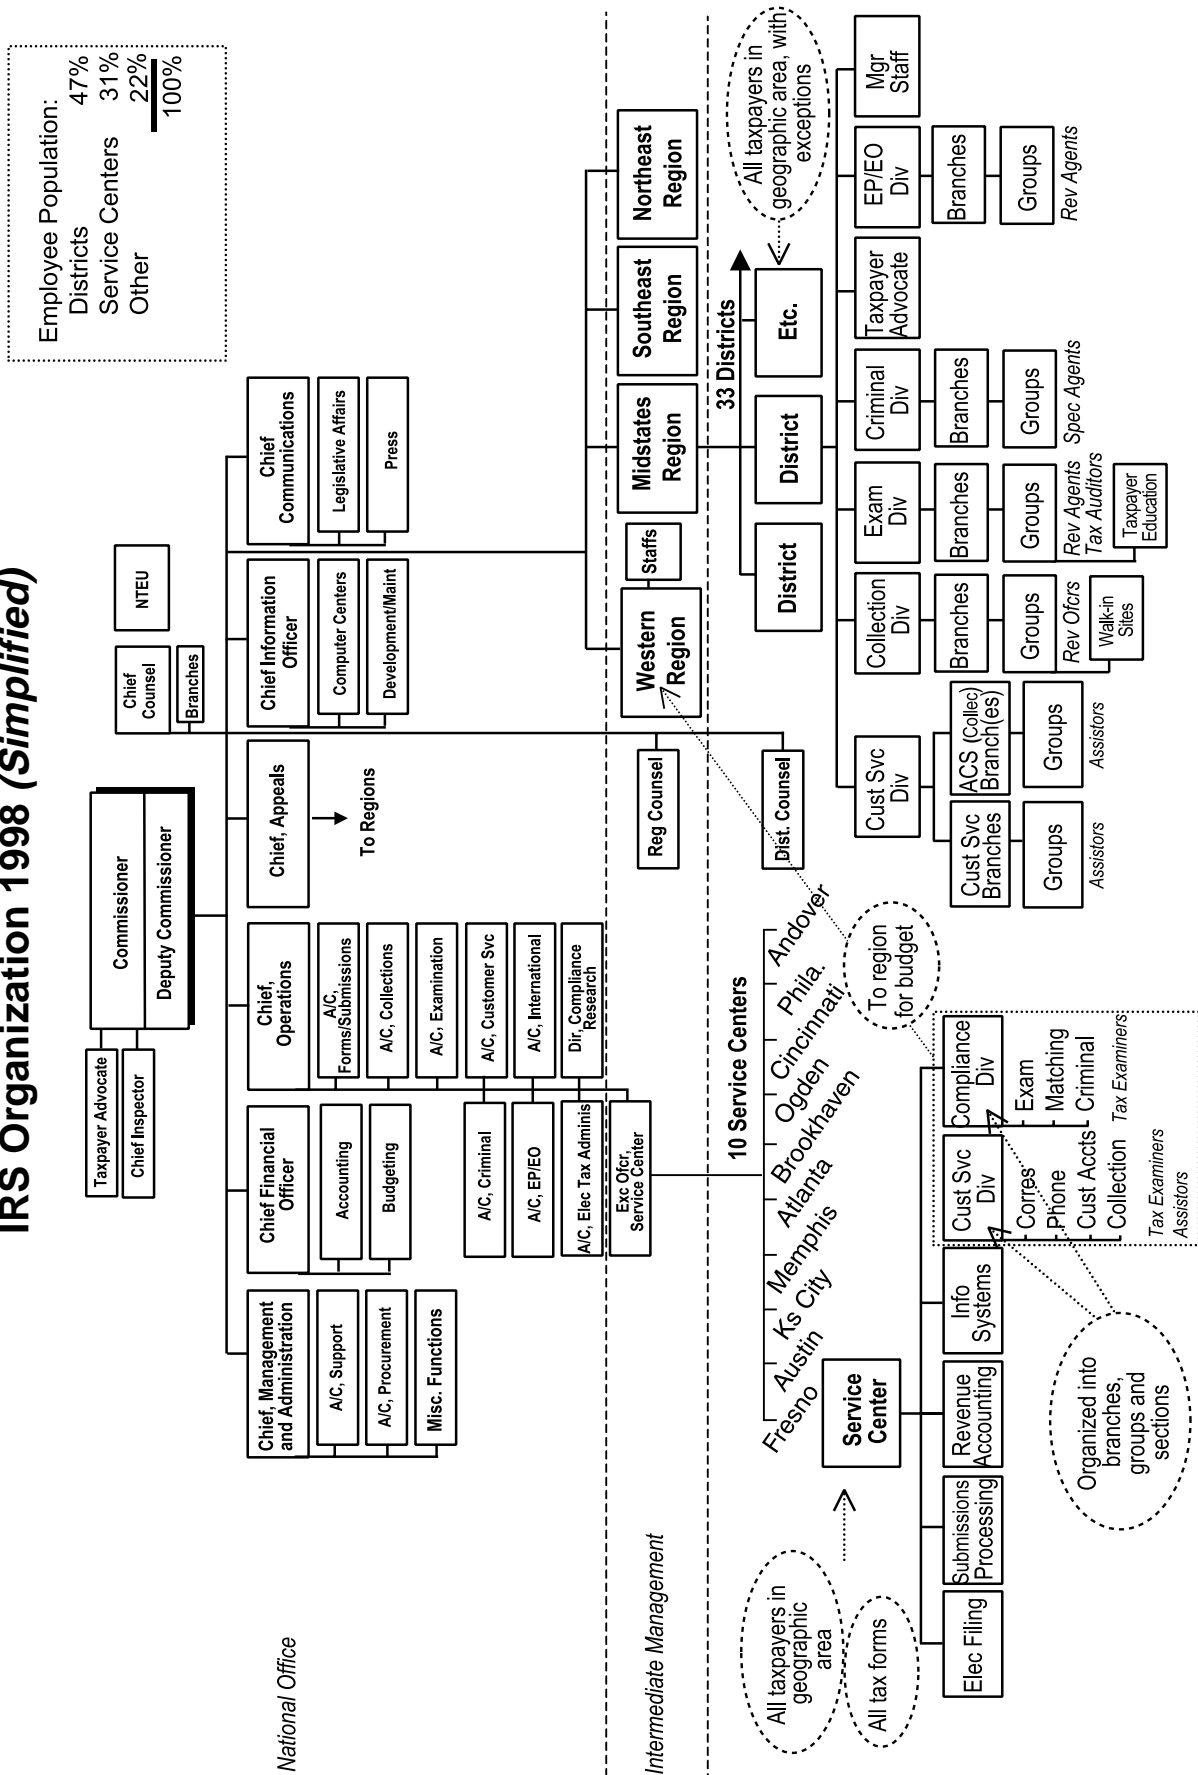 IRS Organization 1998 (Simplified)
Employee Population:
Districts 47%
Service Centers 31%
Other 22%
100%
Commissioner
Deputy Commissioner
Taxpayer Advocate
Chief Inspector
Chief
Counsel
Branches
NTEU
National Office
Chief, Management
and Administration
A/C, Support
A/C, Procurement
Misc. Functions
Chief Financial
Officer
Accounting
Budgeting
Chief,
Operations
A/C,
Forms/Submissions
A/C, Collections
A/C, Examination
A/C, Customer Svc
A/C, International
Dir, Compliance
Research
A/C, Criminal
A/C, EP/EO
A/C, Elec Tax Adminis
Exc Ofcr,
Service Center
Chief, Appeals
To Regions
Chief Information
Officer
Computer Centers
Development/Maint
Chief
Communications
Legislative Affairs
Press
Intermediate Management
Reg Counsel
Western
Region
Staffs
Midstates
Region
Southeast
Region
Northeast
Region
10 Service Centers
Fresno
Austin
Ks City
Memphis
Atlanta
Brookhaven
Ogden
Cincinnati
Phila.
Andover
Dist. Counsel
33 Districts
District
District
Etc.
All taxpayers in
geographic area, with
exceptions
All taxpayers in
geographic
area
All tax forms
Service
Center
To region
for budget
Elec Filing
Submissions
Processing
Revenue
Accounting
Info
Systems
Cust Svc
Div
Corres
Phone
Cust Accts
Collection
Tax Examiners
Assistors
Compliance
Div
Exam
Matching
Criminal
Tax Examiners
Organized into
branches,
groups and
sections
Cust Svc
Div
Cust Svc
Branches
Groups
Assistors
ACS (Collec)
Branch(es)
Groups
Assistors
Collection
Div
Branches
Groups
Rev Ofcrs
Walk-in
Sites
Exam
Div
Branches
Groups
Rev Agents
Tax Auditors
Taxpayer
Education
Criminal
Div
Branches
Groups
Spec Agents
Taxpayer
Advocate
EP/EO
Div
Branches
Groups
Rev Agents
Mgr
Staff